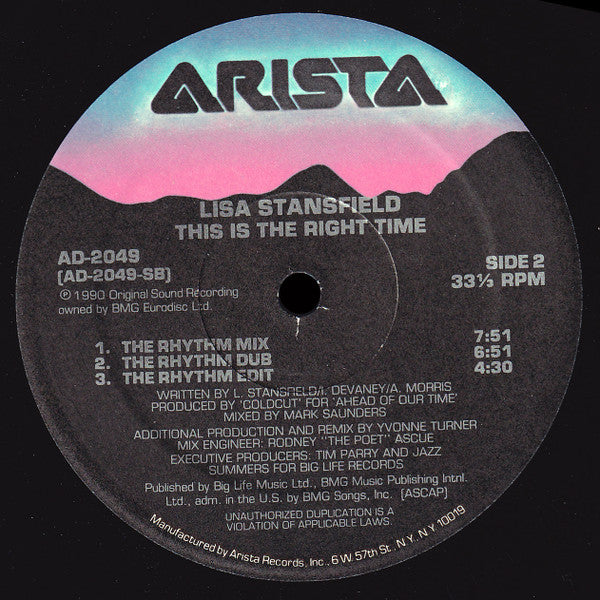 ARISTA
LISA STANSFIELD
THIS IS THE RIGHT TIME
AD-2049
(AD-2049-SB)
SIDE 2
33⅓ RPM
℗ 1990 Original Sound Recording
owned by BMG Eurodisc Ltd.
1. THE RHYTHM MIX 7:51
2. THE RHYTHM DUB 6:51
3. THE RHYTHM EDIT 4:30
WRITTEN BY L. STANSFIELD/I. DEVANEY/A. MORRIS
PRODUCED BY 'COLDCUT' FOR 'AHEAD OF OUR TIME'
MIXED BY MARK SAUNDERS
ADDITIONAL PRODUCTION AND REMIX BY YVONNE TURNER
MIX ENGINEER: RODNEY "THE POET" ASCUE
EXECUTIVE PRODUCERS: TIM PARRY AND JAZZ
SUMMERS FOR BIG LIFE RECORDS
Published by Big Life Music Ltd., BMG Music Publishing Intnl.
Ltd., adm. in the U.S. by BMG Songs, Inc. (ASCAP)
UNAUTHORIZED DUPLICATION IS A
VIOLATION OF APPLICABLE LAWS.
Manufactured by Arista Records, Inc., 6 W. 57th St., N.Y., N.Y. 10019